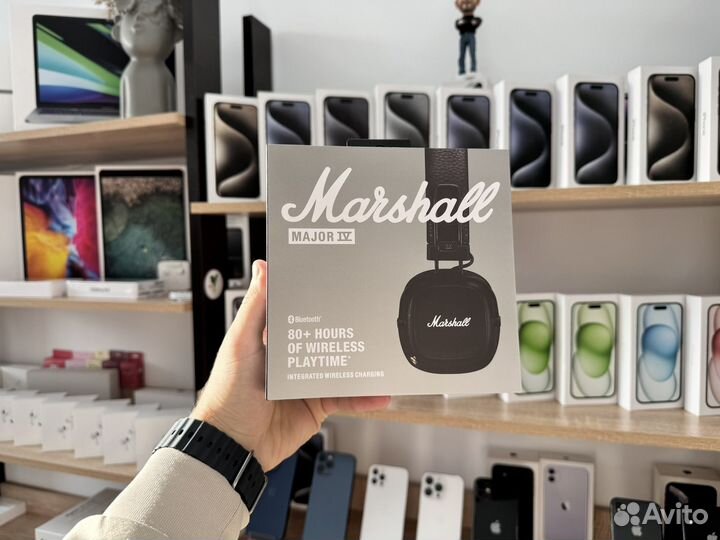 Marshall
MAJOR IV
Bluetooth®
80+ HOURS
OF WIRELESS
PLAYTIME*
INTEGRATED WIRELESS CHARGING
Marshall
Avito